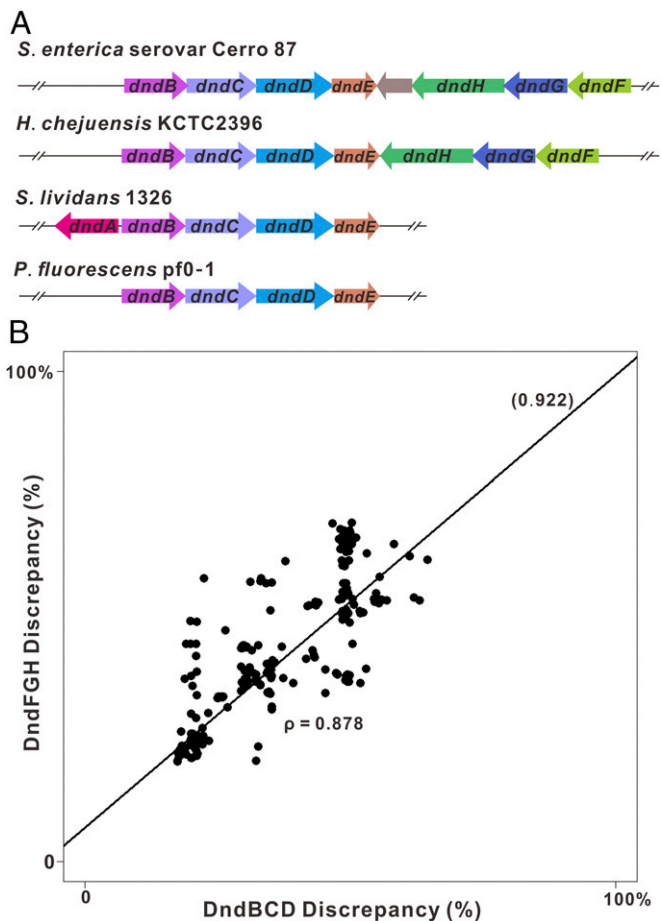 A
S. enterica serovar Cerro 87
dndB dndC dndD dndE dndH dndG dndF
H. chejuensis KCTC2396
dndB dndC dndD dndE dndH dndG dndF
S. lividans 1326
dndA dndB dndC dndD dndE
P. fluorescens pf0-1
dndB dndC dndD dndE
B
100%
(0.922)
DndFGH Discrepancy (%)
ρ = 0.878
0
0 100%
DndBCD Discrepancy (%)